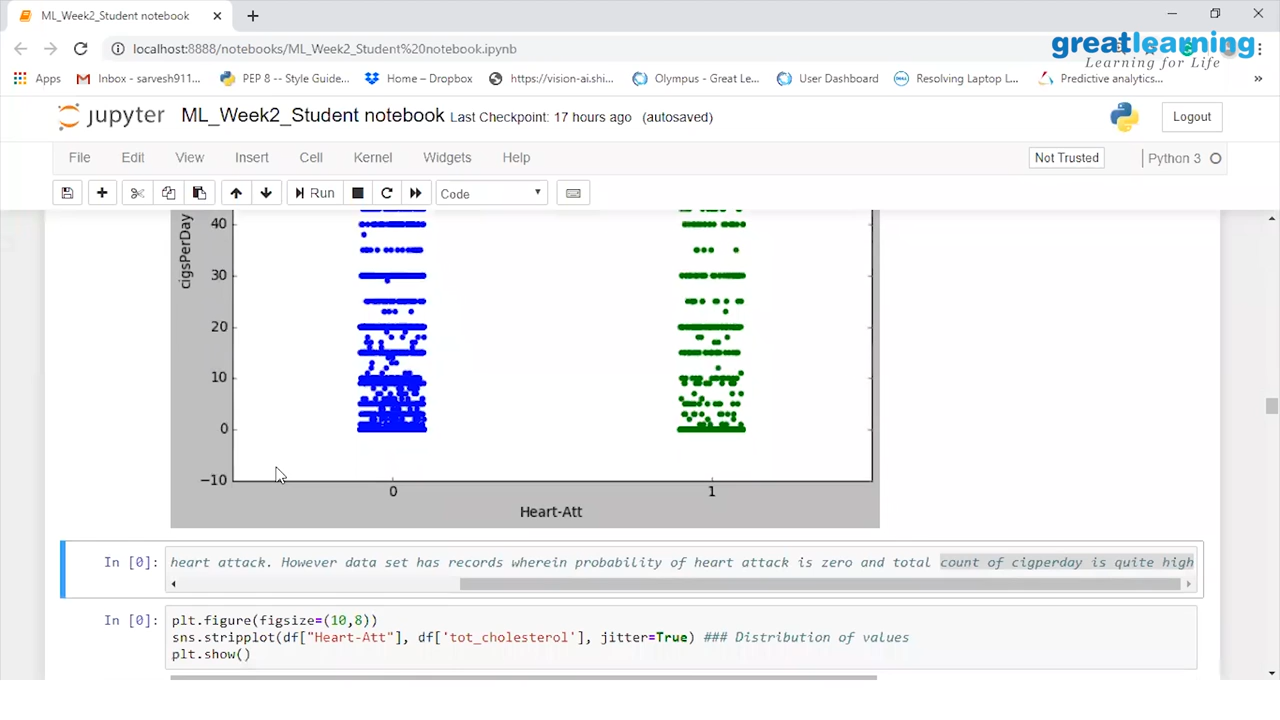 ML_Week2_Student notebook
localhost:8888/notebooks/ML_Week2_Student%20notebook.ipynb
greatlearning
Learning for Life
Apps
Inbox - sarvesh911...
PEP 8 -- Style Guide...
Home – Dropbox
https://vision-ai.shi...
Olympus - Great Le...
User Dashboard
Resolving Laptop L...
Predictive analytics...
»
jupyter ML_Week2_Student notebook Last Checkpoint: 17 hours ago (autosaved)
Logout
File Edit View Insert Cell Kernel Widgets Help
Not Trusted
Python 3
Run
Code
cigsPerDay
40
30
20
10
0
−10
0 1
Heart-Att
In [0]: heart attack. However data set has records wherein probability of heart attack is zero and total count of cigperday is quite high
In [0]: plt.figure(figsize=(10,8))
sns.stripplot(df["Heart-Att"], df['tot_cholesterol'], jitter=True) ### Distribution of values
plt.show()